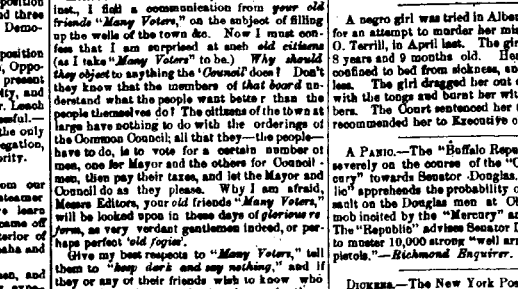 position
nd three
Demo-
position
n, Oppo-
present
ity, and
r. Leach
essful.—
the only
egation,
ority.
om our
steamer
e learn
came off
terior of
aha and
en, and
inst., I find a communication from your old
friends "Many Voters," on the subject of filling
up the wells of the town &c. Now I must con-
fess that I am surprised at such old citizens
(as I take "Many Voters" to be.) Why should
they object to anything the 'Council' does? Don't
they know that the members of that board un-
derstand what the people want better than the
people themselves do? The citizens of the town at
large have nothing to do with the orderings of
the Common Council; all that they—the people—
have to do, is to vote for a certain number of
men, one for Mayor and the others for Council-
men, then pay their taxes, and let the Mayor and
Council do as they please. Why I am afraid,
Messrs Editors, your old friends "Many Voters,"
will be looked upon in these days of glorious re
form, as very verdant gentlemen indeed, or per-
haps perfect 'old fogies'.
Give my best respects to "Many Voters," tell
them to "keep dark and say nothing," and if
they or any of their friends wish to know who
A negro girl was tried in Albe
for an attempt to murder her mis
O. Terrill, in April last. The girl
8 years and 9 months old. He
confined to bed from sickness, an
less. The girl dragged her out
with the tongs and burnt her wit
bers. The Court sentenced her t
recommended her to Executive c
A PANIC.—The "Buffalo Repu
severely on the course of the "C
cury" towards Senator Douglas.
lic" apprehends the probability o
sault on the Douglas men at Ch
mob incited by the "Mercury" a
The "Republic" advises Senator D
to muster 10,000 strong "well arm
pistols."—Richmond Enquirer.
DICKENS.—The New York Pos